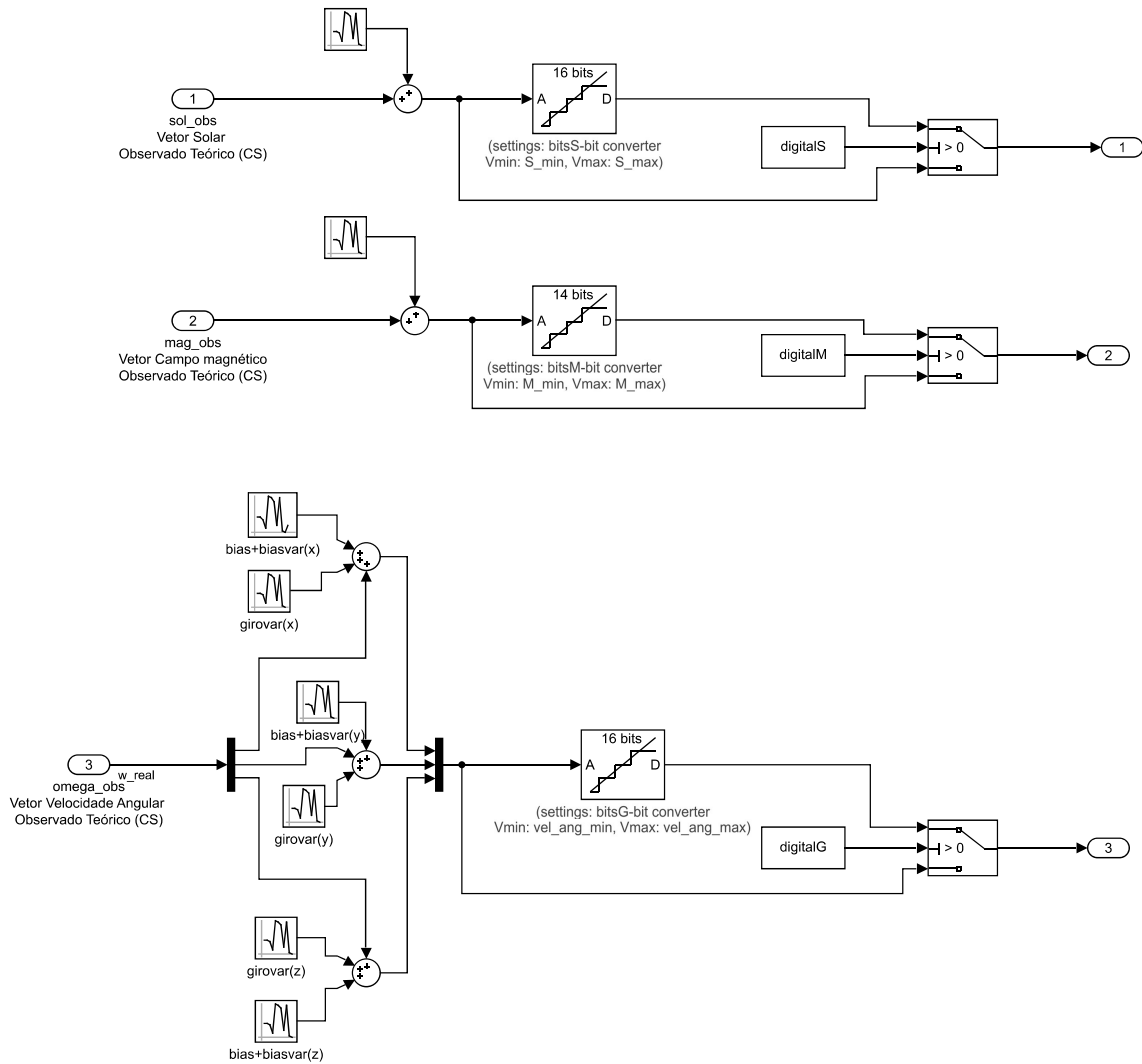 16 bits
A
D
1
sol_obs
Vetor Solar
Observado Teórico (CS)
(settings: bitsS-bit converter
Vmin: S_min, Vmax: S_max)
digitalS
> 0
1
14 bits
A
D
2
mag_obs
Vetor Campo magnético
Observado Teórico (CS)
(settings: bitsM-bit converter
Vmin: M_min, Vmax: M_max)
digitalM
> 0
2
bias+biasvar(x)
girovar(x)
bias+biasvar(y)
3
w_real
omega_obs
Vetor Velocidade Angular
Observado Teórico (CS)
girovar(y)
16 bits
A
D
(settings: bitsG-bit converter
Vmin: vel_ang_min, Vmax: vel_ang_max)
digitalG
> 0
3
girovar(z)
bias+biasvar(z)